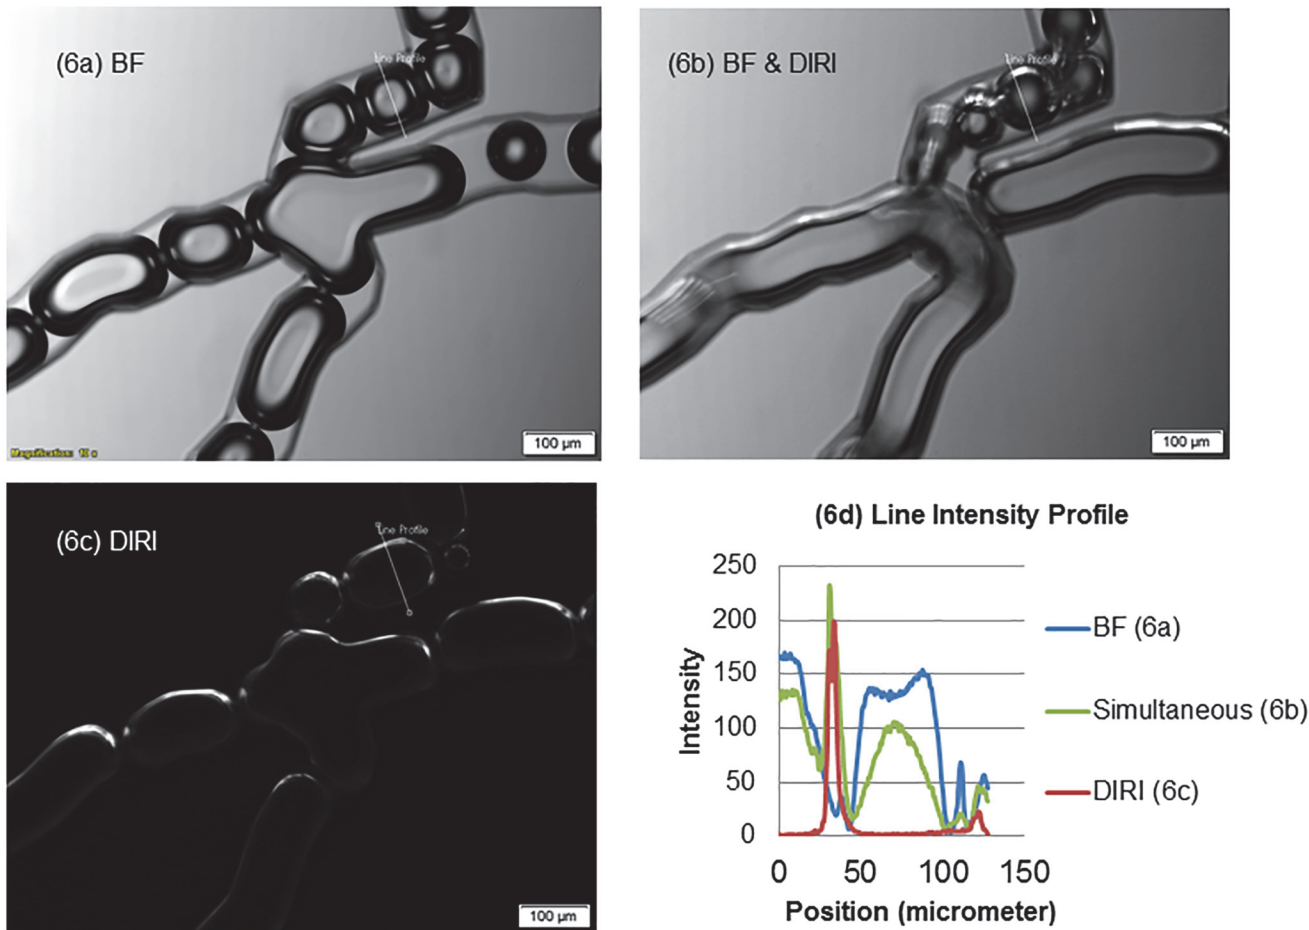 (6a) BF
Line Profile
100 µm
Magnification: 10 x
(6b) BF & DIRI
Line Profile
100 µm
(6c) DIRI
Line Profile
100 µm
(6d) Line Intensity Profile
Intensity
250
200
150
100
50
0
0 50 100 150
Position (micrometer)
BF (6a)
Simultaneous (6b)
DIRI (6c)